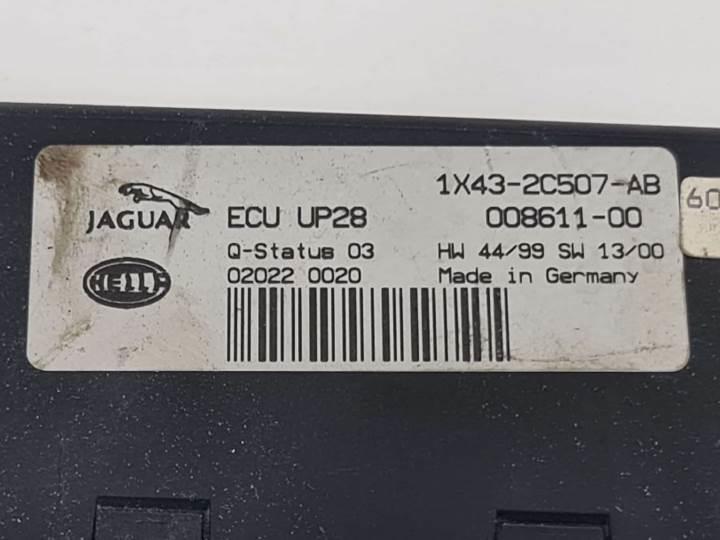 JAGUAR
HELLA
ECU UP28
Q-Status 03
02022 0020
1X43-2C507-AB
008611-00
HW 44/99 SW 13/00
Made in Germany
60